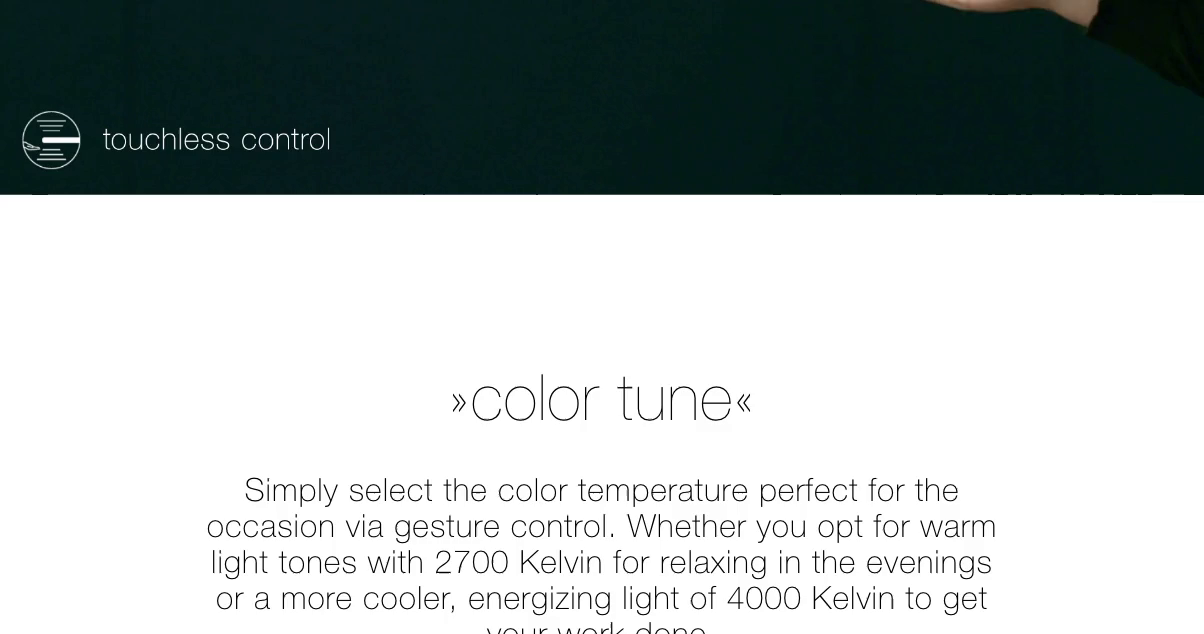 touchless control
»color tune«
Simply select the color temperature perfect for the
occasion via gesture control. Whether you opt for warm
light tones with 2700 Kelvin for relaxing in the evenings
or a more cooler, energizing light of 4000 Kelvin to get
your work done.